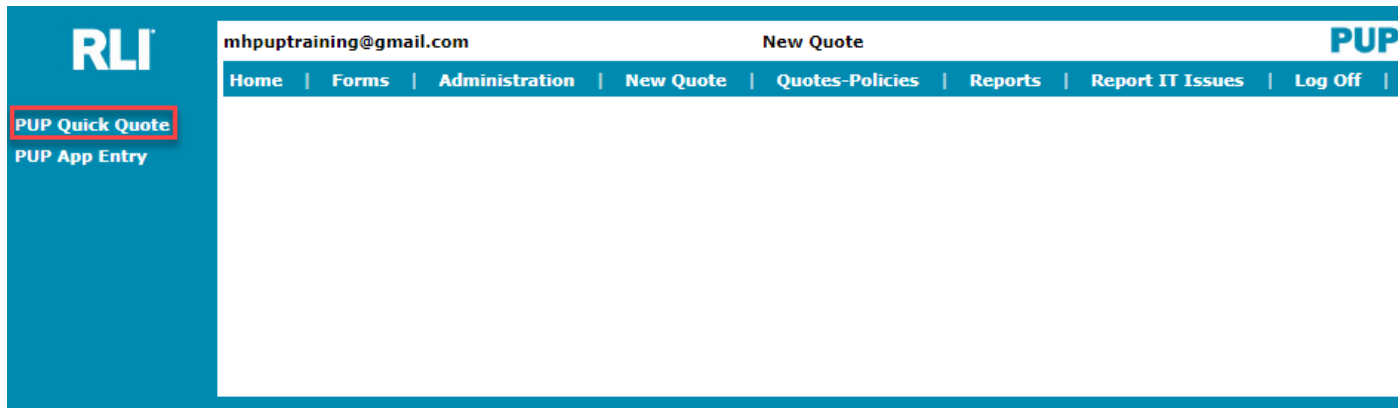 RLI
mhpuptraining@gmail.com New Quote PUP
Home | Forms | Administration | New Quote | Quotes-Policies | Reports | Report IT Issues | Log Off |
PUP Quick Quote
PUP App Entry